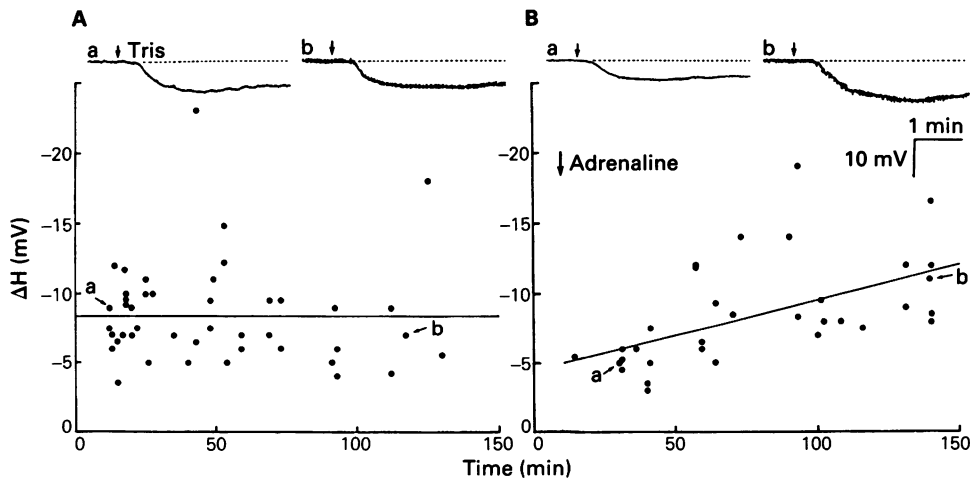 A
B
a ↓ Tris
b ↓
a ↓
b ↓
1 min
10 mV
↓ Adrenaline
ΔH (mV)
−20
−15
−10
−5
0
a
b
0 50 100 150
−20
−15
−10
−5
0
a
b
0 50 100 150
Time (min)